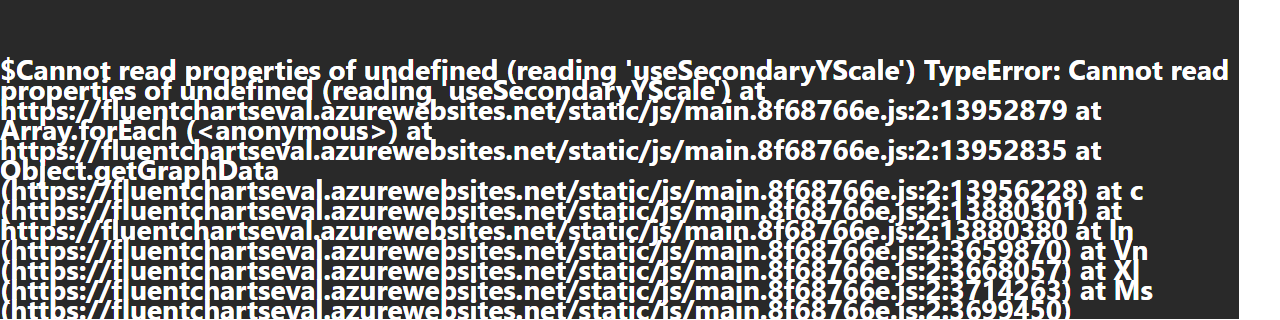 $Cannot read properties of undefined (reading 'useSecondaryYScale') TypeError: Cannot read
properties of undefined (reading 'useSecondaryYScale') at
https://fluentchartseval.azurewebsites.net/static/js/main.8f68766e.js:2:13952879 at
Array.forEach (<anonymous>) at
https://fluentchartseval.azurewebsites.net/static/js/main.8f68766e.js:2:13952835 at
Object.getGraphData
(https://fluentchartseval.azurewebsites.net/static/js/main.8f68766e.js:2:13956228) at c
(https://fluentchartseval.azurewebsites.net/static/js/main.8f68766e.js:2:13880301) at
https://fluentchartseval.azurewebsites.net/static/js/main.8f68766e.js:2:13880380 at ln
(https://fluentchartseval.azurewebsites.net/static/js/main.8f68766e.js:2:3659870) at Vn
(https://fluentchartseval.azurewebsites.net/static/js/main.8f68766e.js:2:3668057) at Xl
(https://fluentchartseval.azurewebsites.net/static/js/main.8f68766e.js:2:3714263) at Ms
(https://fluentchartseval.azurewebsites.net/static/js/main.8f68766e.js:2:3699450)